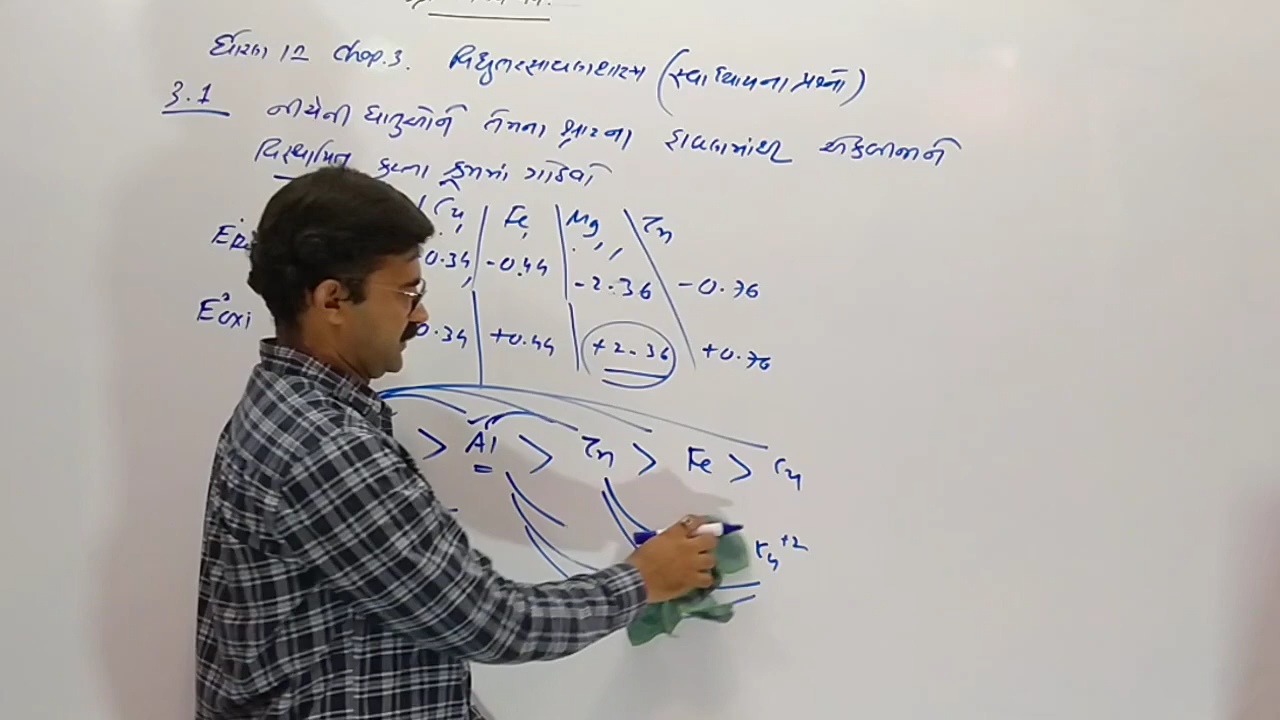 ધોરણ 12 Chap.3. વિદ્યુતરસાયણશાસ્ત્ર (સ્વાધ્યાયના પ્રશ્નો)
3.1 નીચેની ધાતુઓને તેમના ક્ષારના દ્રાવણમાંથી એકબીજાને
વિસ્થાપિત કરતા ક્રમમાં ગોઠવો
Cu Fe Mg Zn
0.34 -0.44 -2.36 -0.76
E°oxi 0.34 +0.44 +2.36 +0.76
> Al > Zn > Fe > Cu
+2